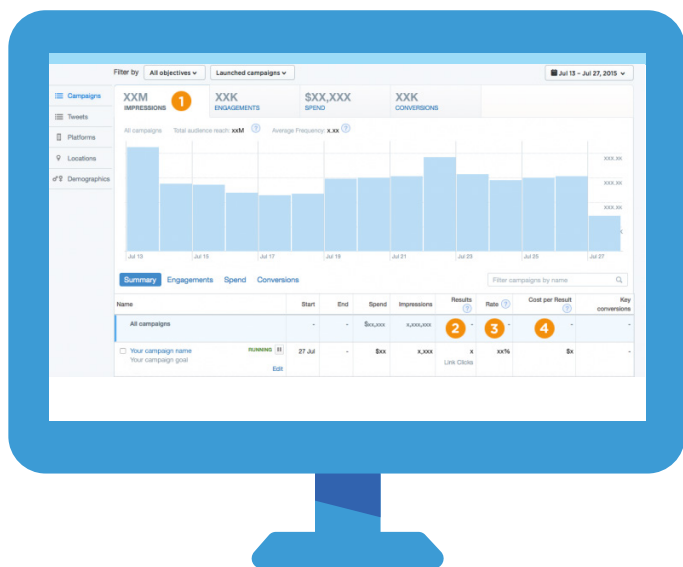 Filter by All objectives Launched campaigns Jul 13 – Jul 27, 2015
Campaigns
Tweets
Platforms
Locations
Demographics
XXM XXK $XX,XXX XXK
IMPRESSIONS 1 ENGAGEMENTS SPEND CONVERSIONS
All campaigns Total audience reach: xxM ? Average Frequency: x.xx ?
xxx.xx
xxx.xx
xxx.xx
Jul 13 Jul 15 Jul 17 Jul 19 Jul 21 Jul 23 Jul 25 Jul 27
Summary Engagements Spend Conversions Filter campaigns by name
Name Start End Spend Impressions Results ? Rate ? Cost per Result ? Key conversions
All campaigns - - $xx,xxx x,xxx,xxx 2 - 3 - 4 - -
Your campaign name RUNNING 27 Jul - $xx x,xxx x xx% $x -
Your campaign goal Link Clicks
Edit